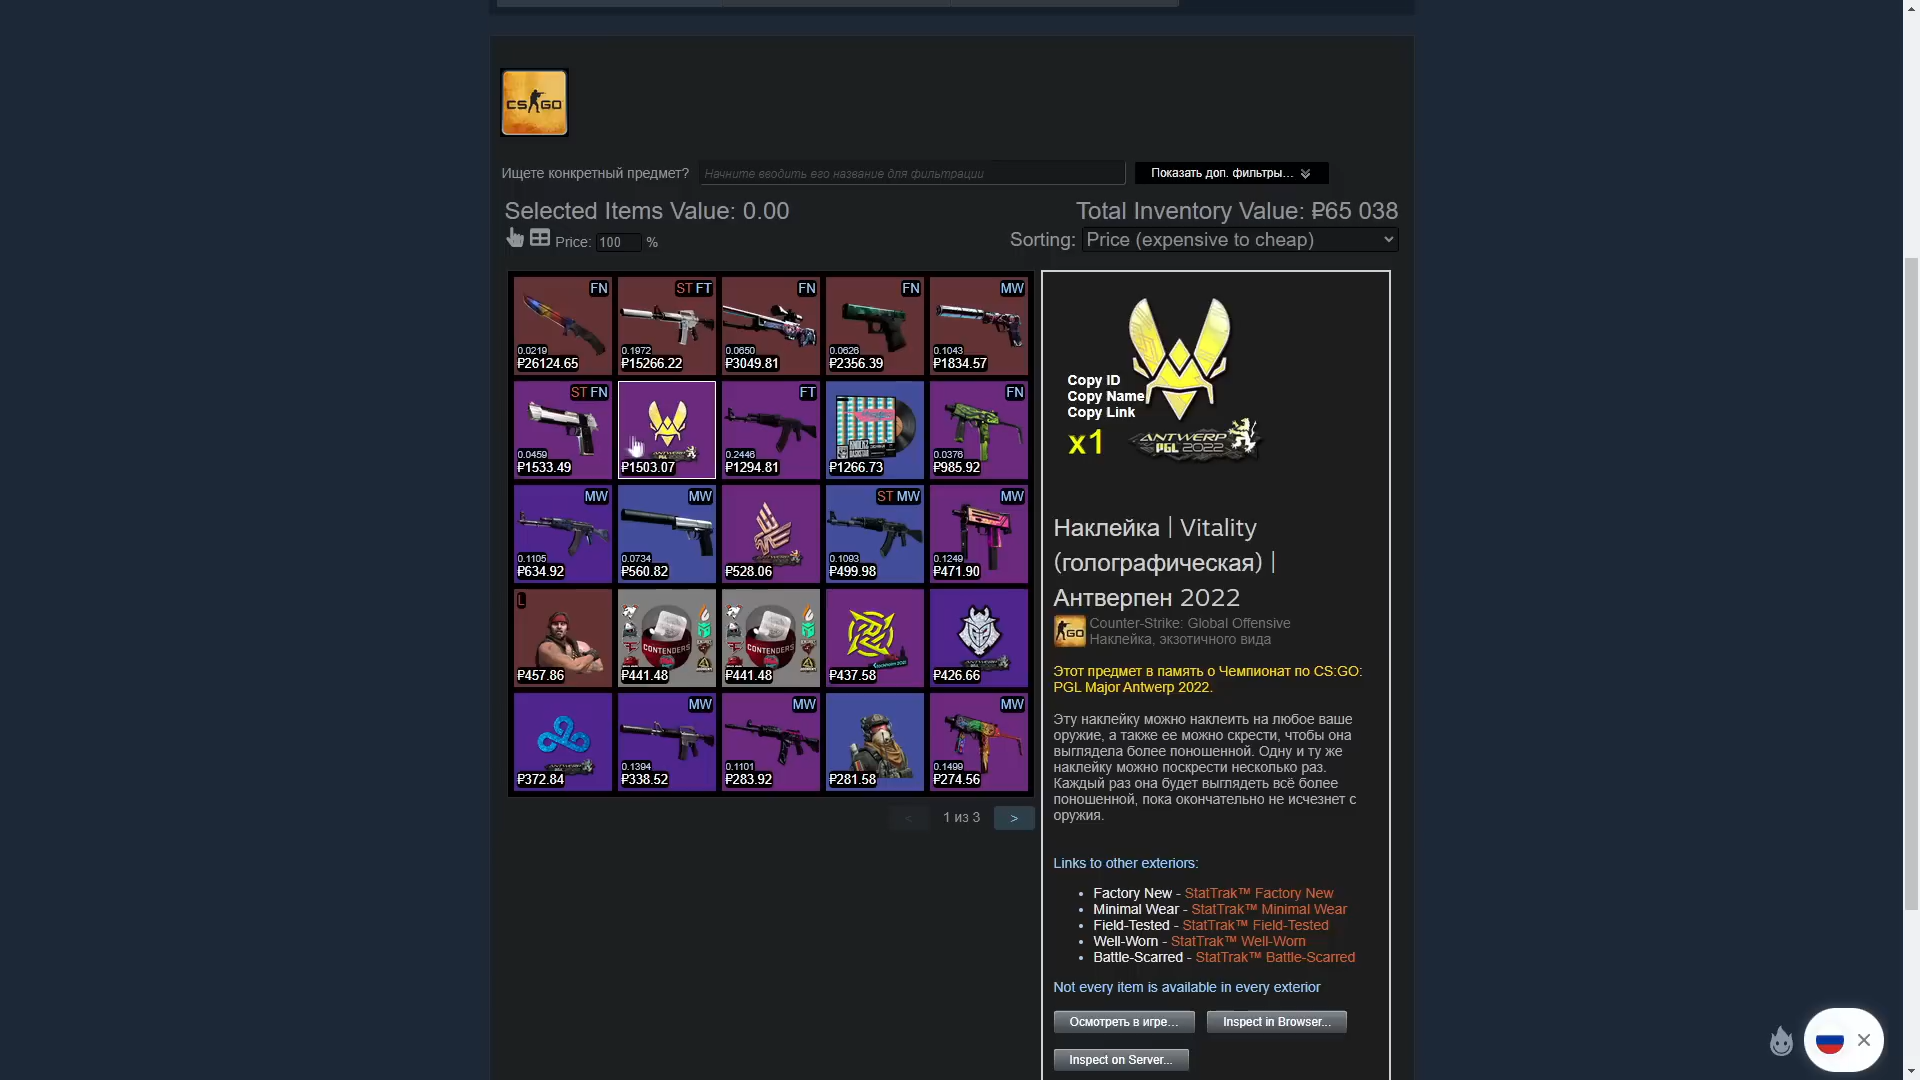 CS GO
Ищете конкретный предмет?
Начните вводить его название для фильтрации
Показать доп. фильтры...
Selected Items Value: 0.00
Total Inventory Value: ₽65 038
Price: 100 %
Sorting: Price (expensive to cheap)
FN
0.0219
₽26124.65
ST FT
0.1972
₽15266.22
FN
0.0650
₽3049.81
FN
0.0626
₽2356.39
MW
0.1043
₽1834.57
ST FN
0.0459
₽1533.49
₽1503.07
FT
0.2446
₽1294.81
₽1266.73
FN
0.0376
₽985.92
MW
0.1105
₽634.92
MW
0.0734
₽560.82
₽528.06
ST MW
0.1093
₽499.98
MW
0.1249
₽471.90
L
₽457.86
CONTENDERS
₽441.48
CONTENDERS
₽441.48
₽437.58
₽426.66
₽372.84
MW
0.1394
₽338.52
MW
0.1101
₽283.92
₽281.58
MW
0.1499
₽274.56
<
1 из 3
>
Copy ID
Copy Name
Copy Link
x1
ANTWERP
PGL 2022
Наклейка | Vitality
(голографическая) |
Антверпен 2022
GO
Counter-Strike: Global Offensive
Наклейка, экзотичного вида
Этот предмет в память о Чемпионат по CS:GO:
PGL Major Antwerp 2022.
Эту наклейку можно наклеить на любое ваше
оружие, а также ее можно скрести, чтобы она
выглядела более поношенной. Одну и ту же
наклейку можно поскрести несколько раз.
Каждый раз она будет выглядеть всё более
поношенной, пока окончательно не исчезнет с
оружия.
Links to other exteriors:
Factory New - StatTrak™ Factory New
Minimal Wear - StatTrak™ Minimal Wear
Field-Tested - StatTrak™ Field-Tested
Well-Worn - StatTrak™ Well-Worn
Battle-Scarred - StatTrak™ Battle-Scarred
Not every item is available in every exterior
Осмотреть в игре...
Inspect in Browser...
Inspect on Server...